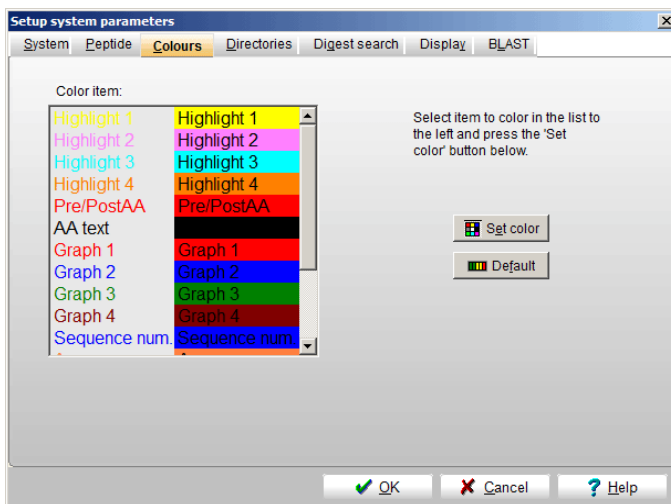 Setup system parameters
System Peptide Colours Directories Digest search Display BLAST
Color item:
Highlight 1 Highlight 1
Highlight 2 Highlight 2
Highlight 3 Highlight 3
Highlight 4 Highlight 4
Pre/PostAA Pre/PostAA
AA text
Graph 1 Graph 1
Graph 2 Graph 2
Graph 3 Graph 3
Graph 4 Graph 4
Sequence num. Sequence num.
Select item to color in the list to
the left and press the 'Set
color' button below.
Set color
Default
OK Cancel ? Help